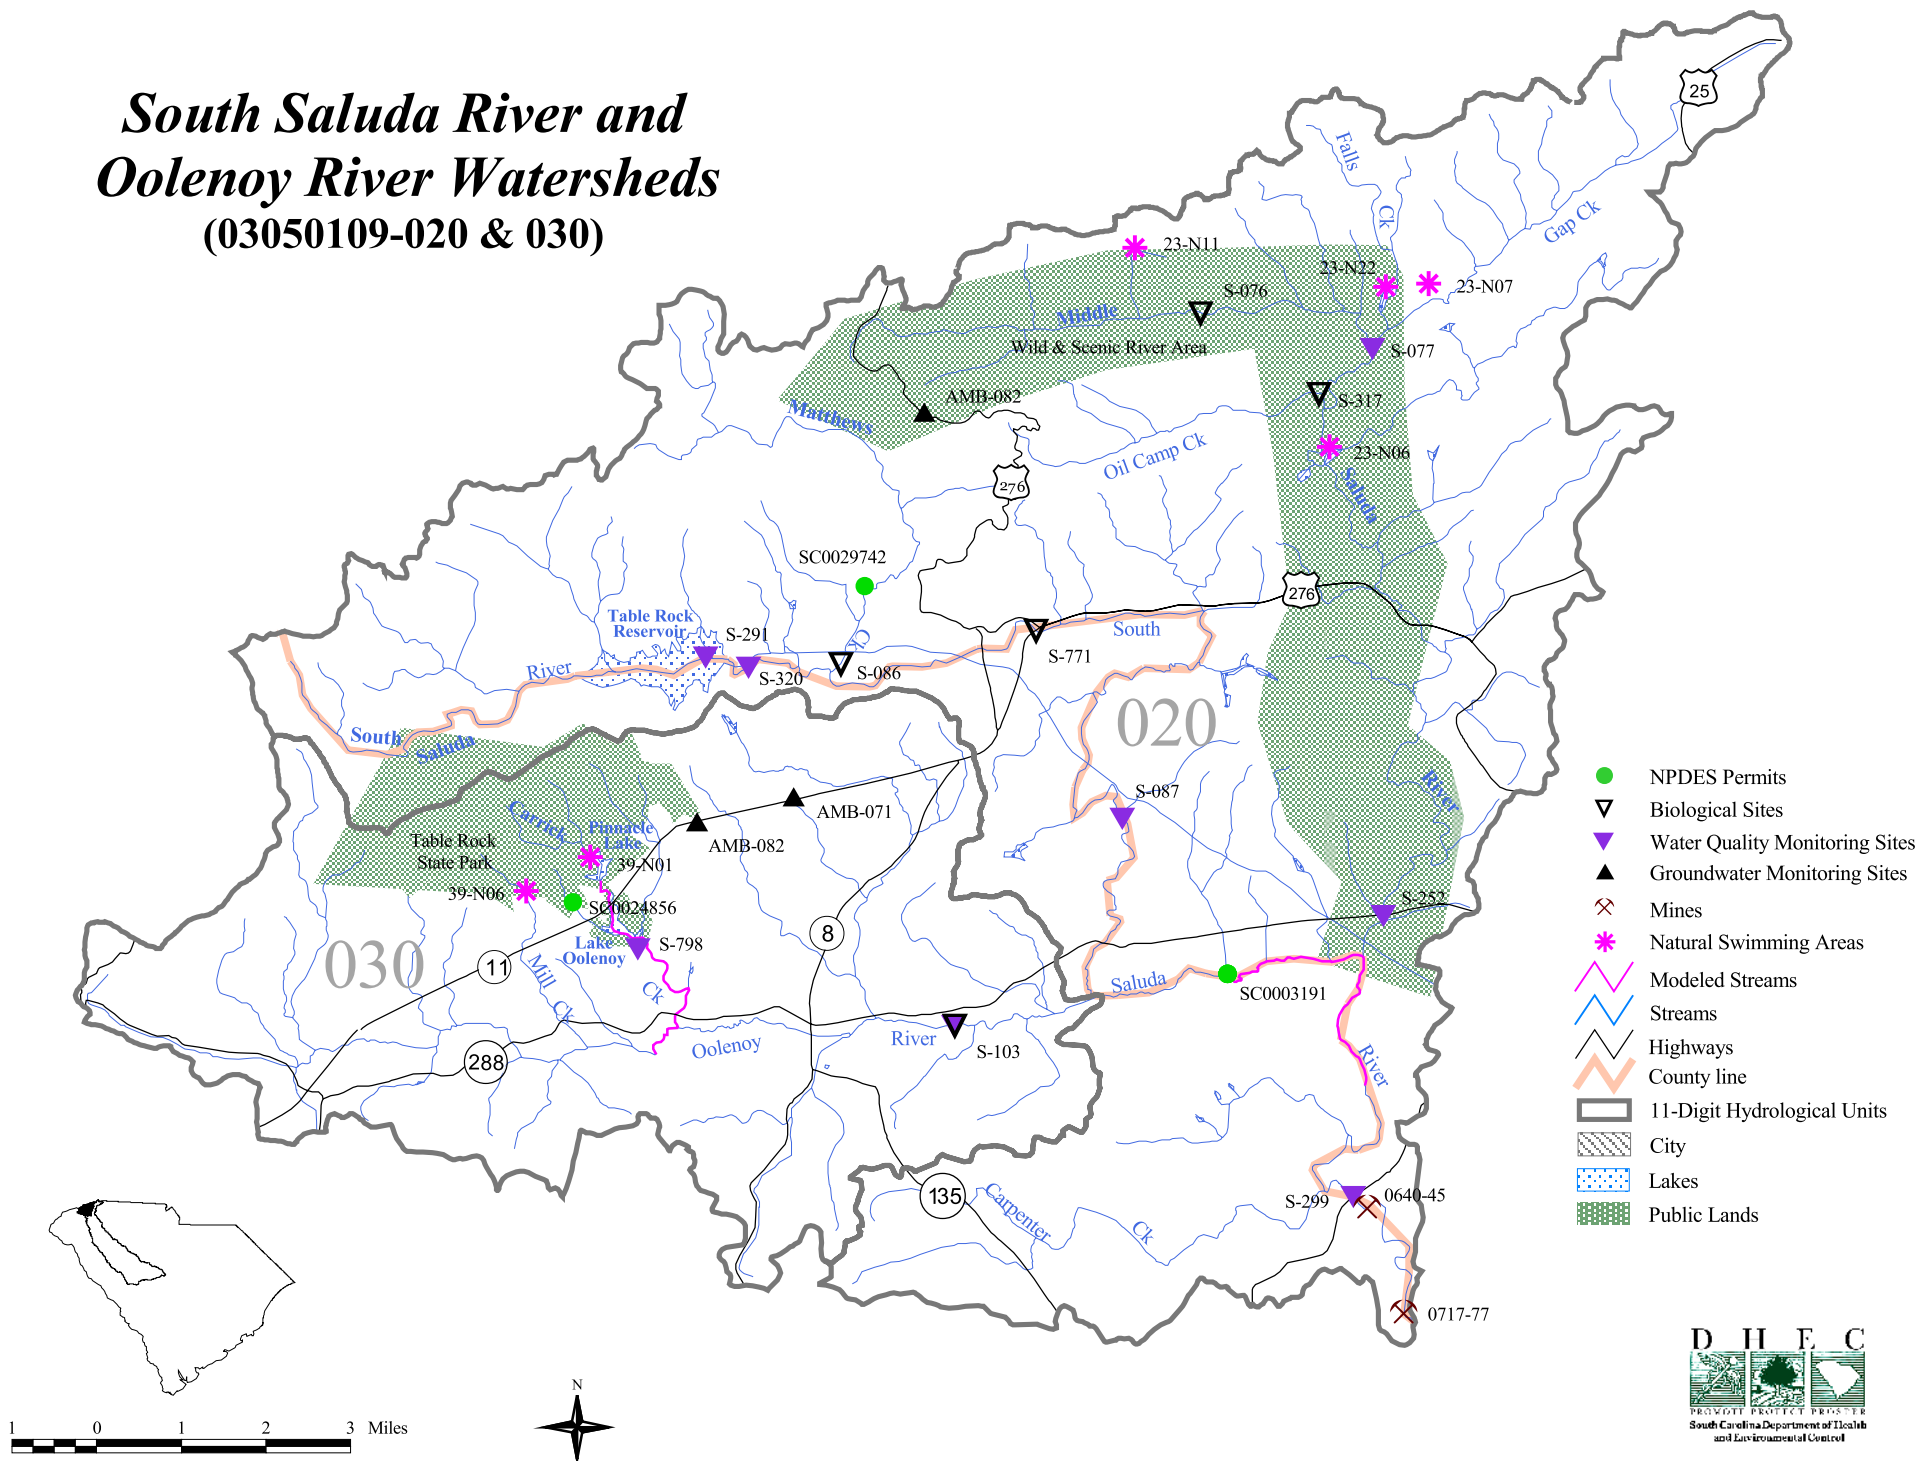 South Saluda River and
Oolenoy River Watersheds
(03050109-020 & 030)
25
Falls
Ck
Gap Ck
23-N11
23-N22
23-N07
S-076
Middle
Wild & Scenic River Area
S-077
AMB-082
S-317
Matthews
Oil Camp Ck
23-N06
276
Saluda
SC0029742
276
Table Rock
Reservoir
S-291
Ck
South
S-771
River
S-320
S-086
020
South
Saluda
S-087
River
Carrick
Pinnacle
Lake
AMB-071
Table Rock
State Park
AMB-082
39-N01
39-N06
SC0024856
S-252
030
Lake
Oolenoy
S-798
8
11
Mill
Ck
Ck
Saluda
SC0003191
Oolenoy
River
S-103
288
River
135
Carpenter
Ck
S-299
0640-45
0717-77
NPDES Permits
Biological Sites
Water Quality Monitoring Sites
Groundwater Monitoring Sites
Mines
Natural Swimming Areas
Modeled Streams
Streams
Highways
County line
11-Digit Hydrological Units
City
Lakes
Public Lands
1 0 1 2 3 Miles
N
D H E C
PROMOTE PROTECT PROSPER
South Carolina Department of Health
and Environmental Control